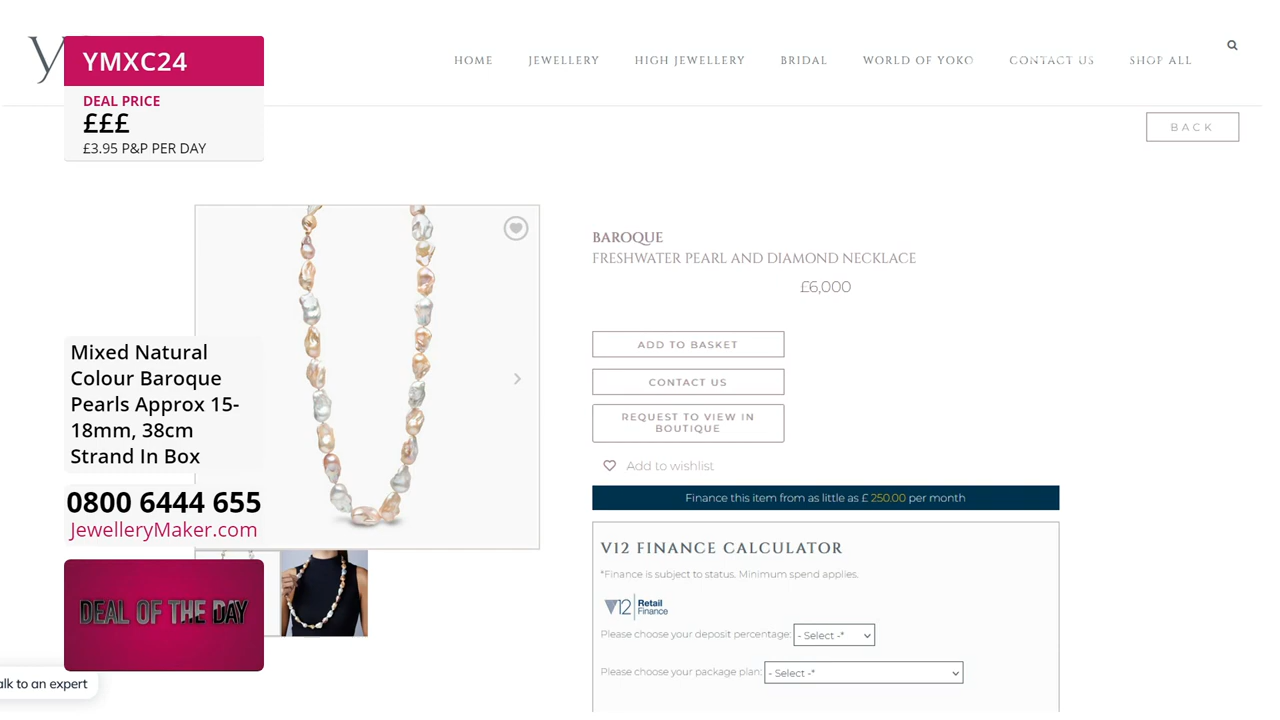 YMXC24
DEAL PRICE
£££
£3.95 P&P PER DAY
HOME JEWELLERY HIGH JEWELLERY BRIDAL WORLD OF YOKO CONTACT US SHOP ALL
BACK
BAROQUE
FRESHWATER PEARL AND DIAMOND NECKLACE
£6,000
ADD TO BASKET
CONTACT US
REQUEST TO VIEW IN
BOUTIQUE
Add to wishlist
Finance this item from as little as £ 250.00 per month
V12 FINANCE CALCULATOR
*Finance is subject to status. Minimum spend applies.
V12 Retail
Finance
Please choose your deposit percentage: - Select -*
Please choose your package plan: - Select -*
Mixed Natural
Colour Baroque
Pearls Approx 15-
18mm, 38cm
Strand In Box
0800 6444 655
JewelleryMaker.com
DEAL OF THE DAY
alk to an expert